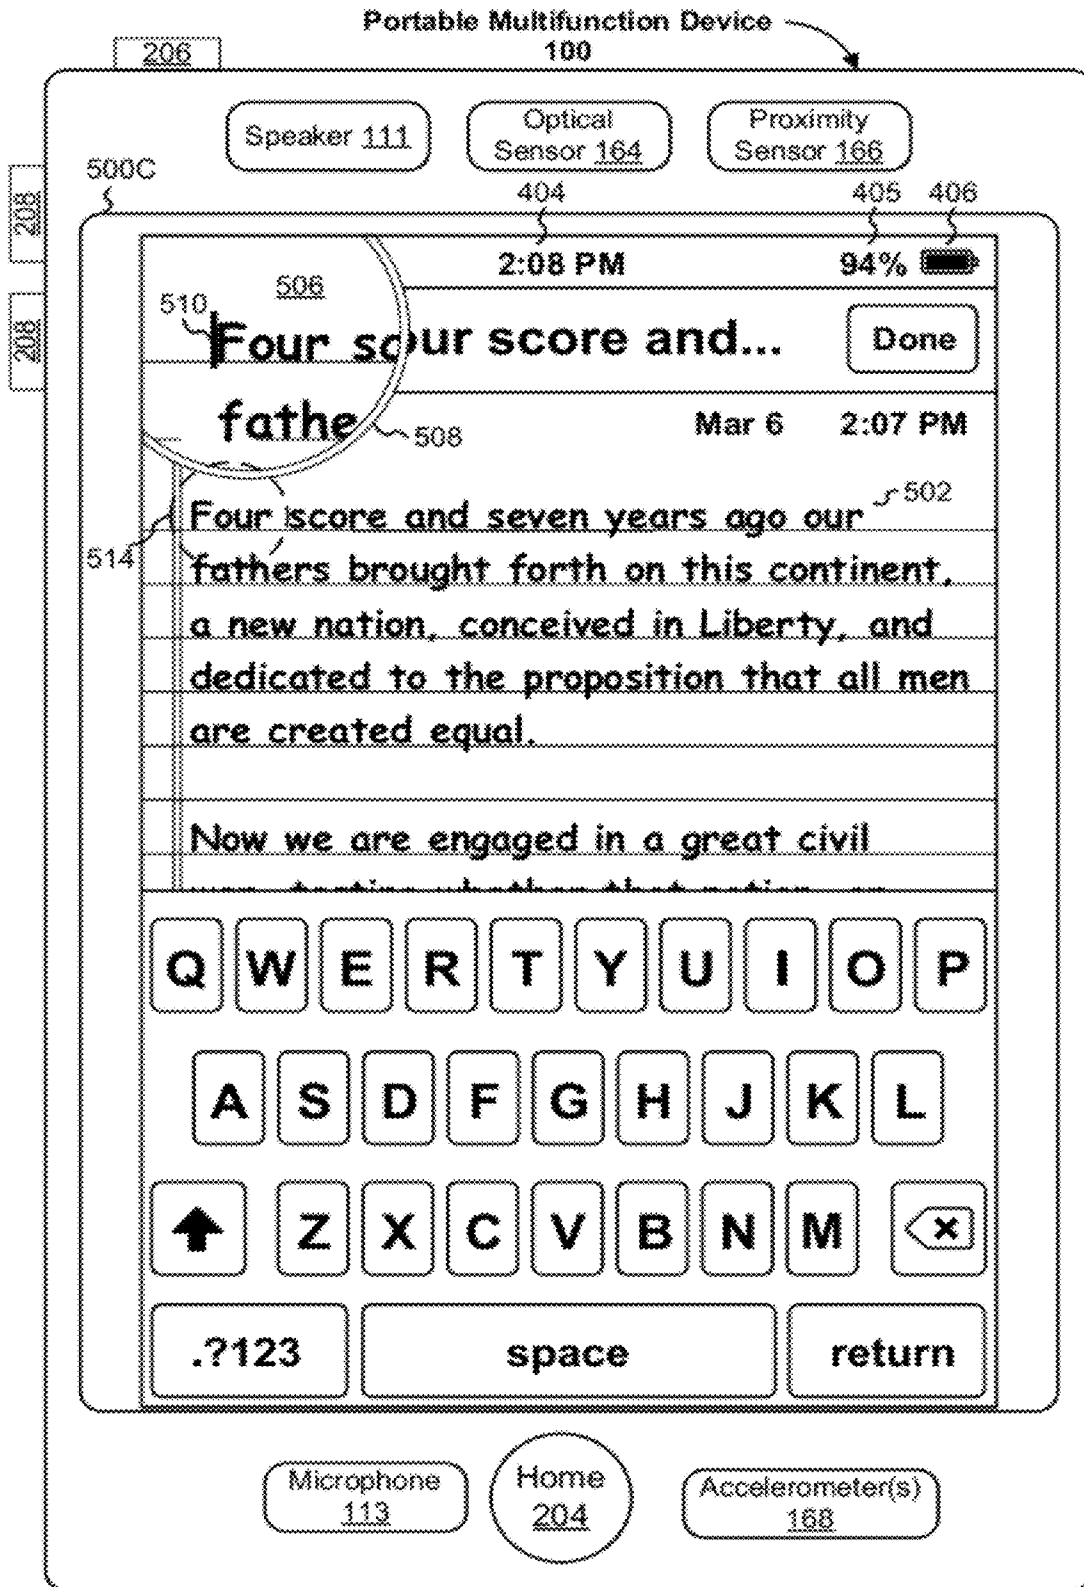 Portable Multifunction Device
100
206
Speaker 111
Optical
Sensor 164
Proximity
Sensor 166
208
208
500C
404
405
406
2:08 PM
94%
506
510
Four sc
our score and...
Done
fathe
508
Mar 6 2:07 PM
502
514
Four score and seven years ago our
fathers brought forth on this continent,
a new nation, conceived in Liberty, and
dedicated to the proposition that all men
are created equal.
Now we are engaged in a great civil
Q W E R T Y U I O P
A S D F G H J K L
Z X C V B N M
.?123 space return
Microphone
113
Home
204
Accelerometer(s)
168